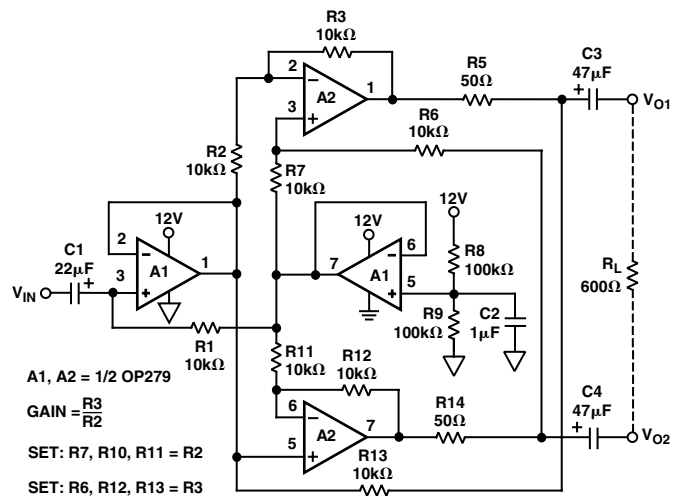 R3
10kΩ
2
1
A2
3
R5
50Ω
C3
47μF
+
VO1
R6
10kΩ
R2
10kΩ
R7
10kΩ
12V
2
1
A1
3
C1
22μF
+
VIN
12V
6
7
A1
5
12V
R8
100kΩ
R9
100kΩ
C2
1μF
RL
600Ω
R1
10kΩ
R11
10kΩ
R12
10kΩ
6
7
A2
5
R14
50Ω
C4
47μF
+
VO2
R13
10kΩ
A1, A2 = 1/2 OP279
GAIN = R3/R2
SET: R7, R10, R11 = R2
SET: R6, R12, R13 = R3